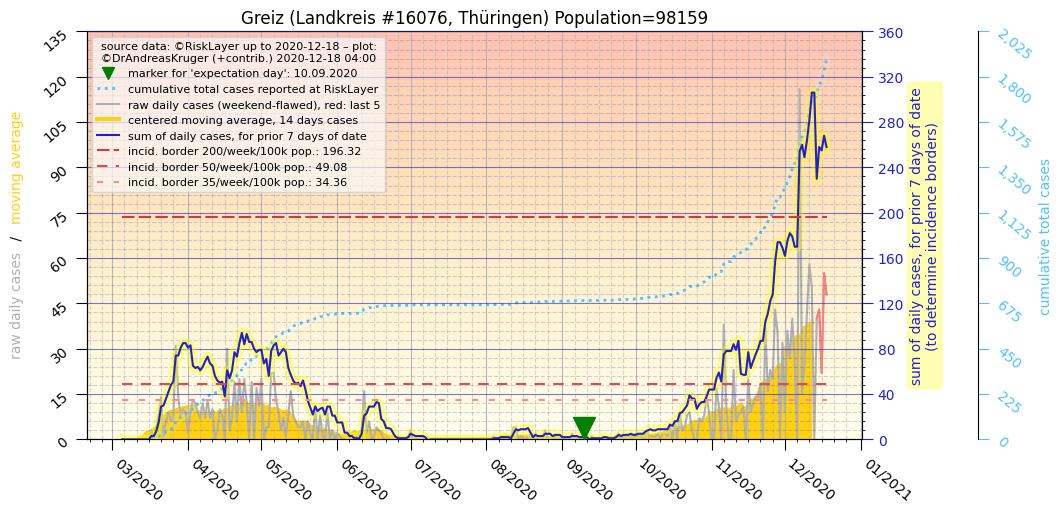 Greiz (Landkreis #16076, Thüringen) Population=98159
source data: ©RiskLayer up to 2020-12-18 – plot:
©DrAndreasKruger (+contrib.) 2020-12-18 04:00
marker for 'expectation day': 10.09.2020
cumulative total cases reported at RiskLayer
raw daily cases (weekend-flawed), red: last 5
centered moving average, 14 days cases
sum of daily cases, for prior 7 days of date
incid. border 200/week/100k pop.: 196.32
incid. border 50/week/100k pop.: 49.08
incid. border 35/week/100k pop.: 34.36
raw daily cases / moving average
135
120
105
90
75
60
45
30
15
0
360
320
280
240
200
160
120
80
40
0
sum of daily cases, for prior 7 days of date
(to determine incidence borders)
2,025
1,800
1,575
1,350
1,125
900
675
450
225
0
cumulative total cases
03/2020
04/2020
05/2020
06/2020
07/2020
08/2020
09/2020
10/2020
11/2020
12/2020
01/2021